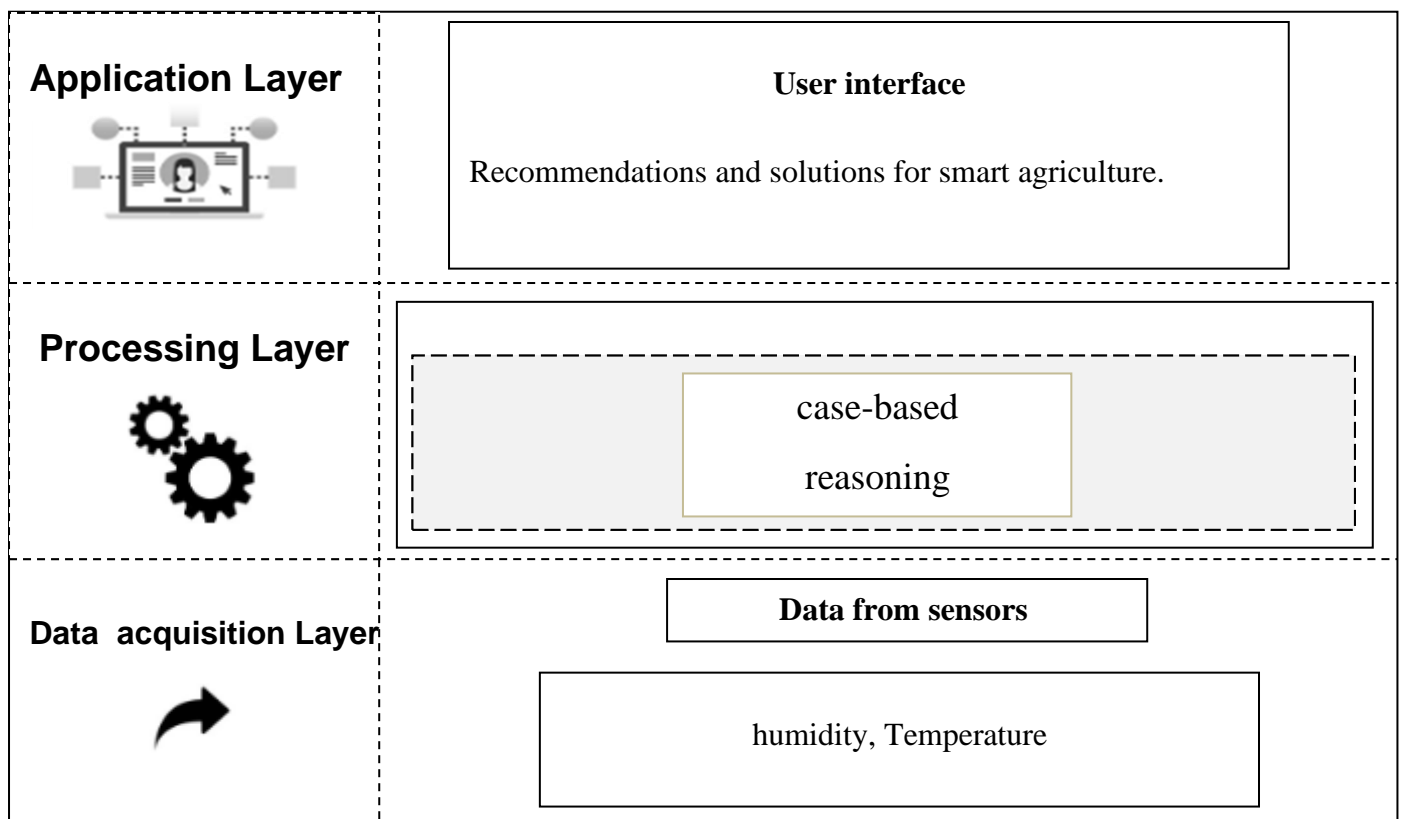 Application Layer
User interface
Recommendations and solutions for smart agriculture.
Processing Layer
case-based
reasoning
Data acquisition Layer
Data from sensors
humidity, Temperature